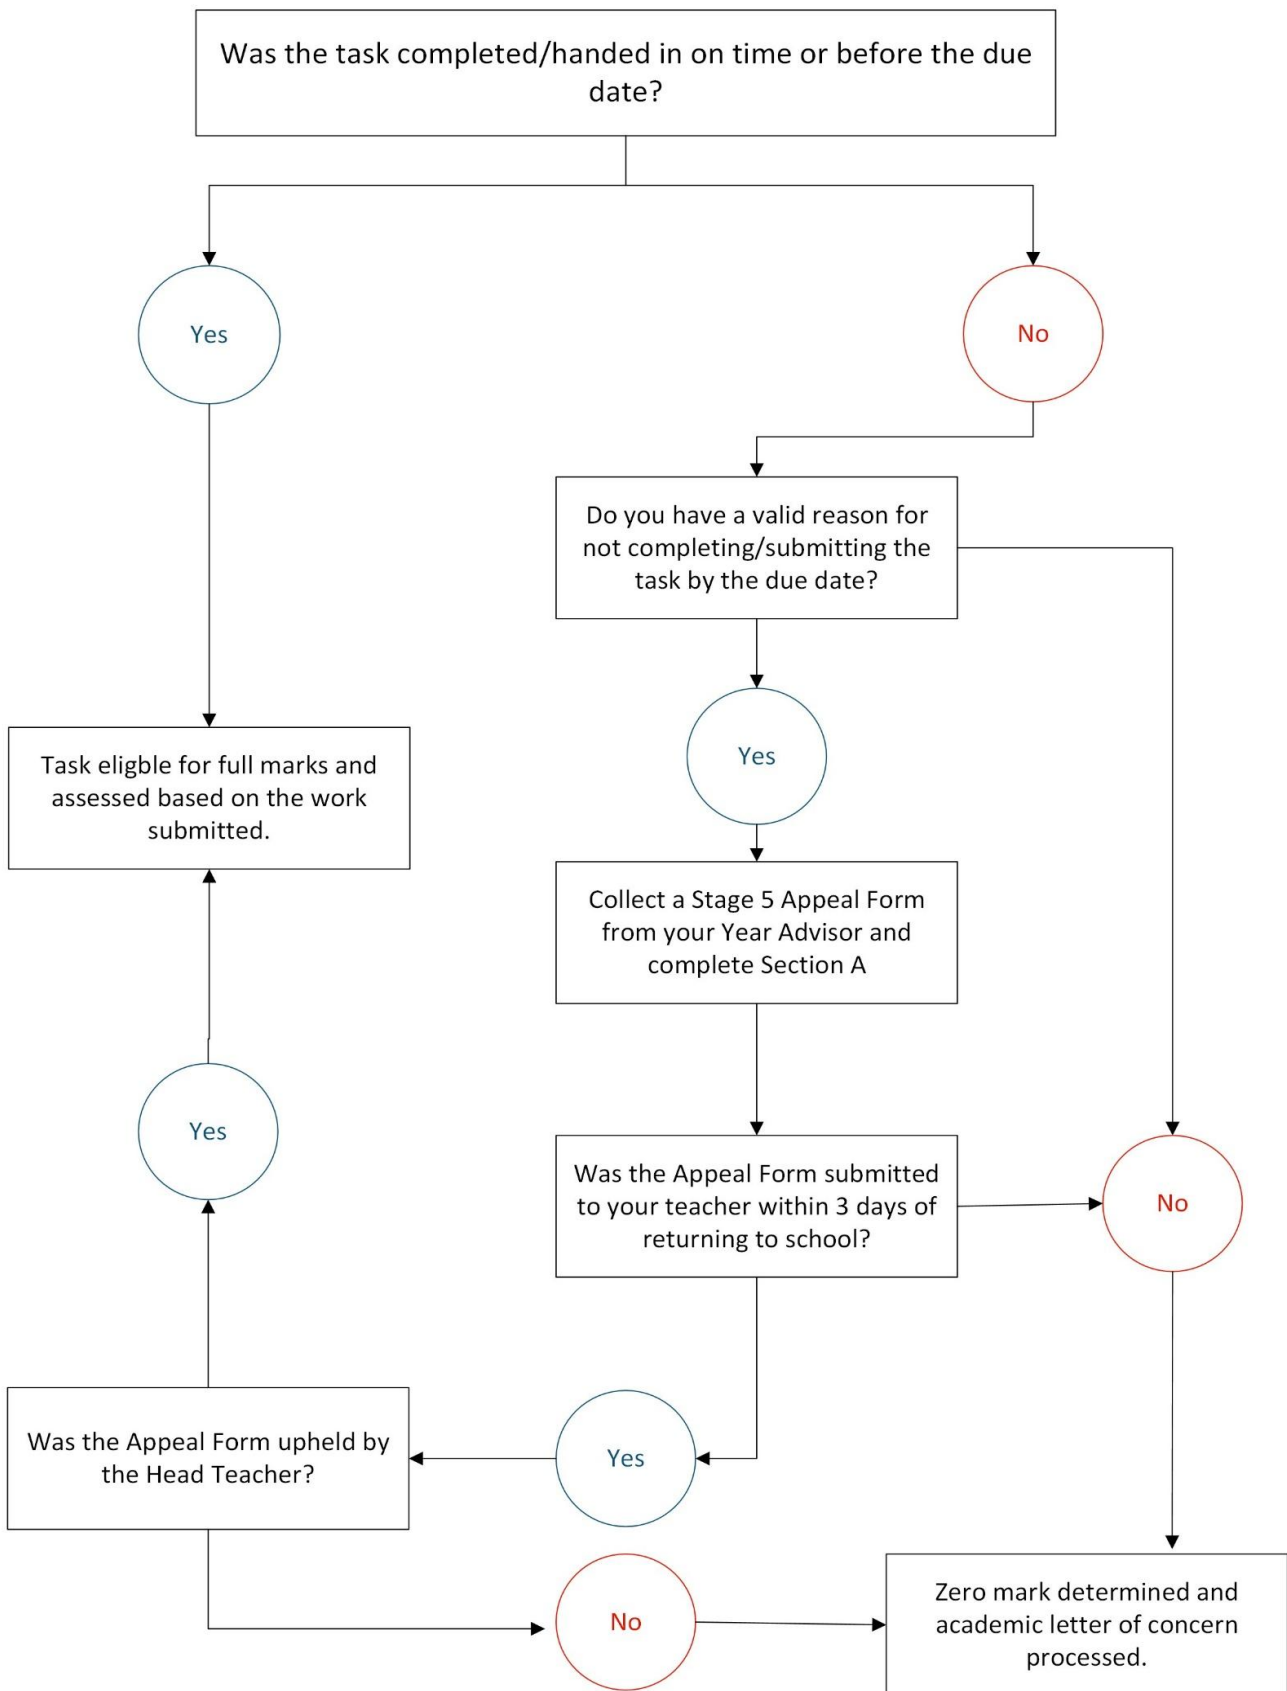 Was the task completed/handed in on time or before the due
date?
Yes
No
Do you have a valid reason for
not completing/submitting the
task by the due date?
Yes
Task eligble for full marks and
assessed based on the work
submitted.
Collect a Stage 5 Appeal Form
from your Year Advisor and
complete Section A
Yes
Was the Appeal Form submitted
to your teacher within 3 days of
returning to school?
No
Was the Appeal Form upheld by
the Head Teacher?
Yes
No
Zero mark determined and
academic letter of concern
processed.